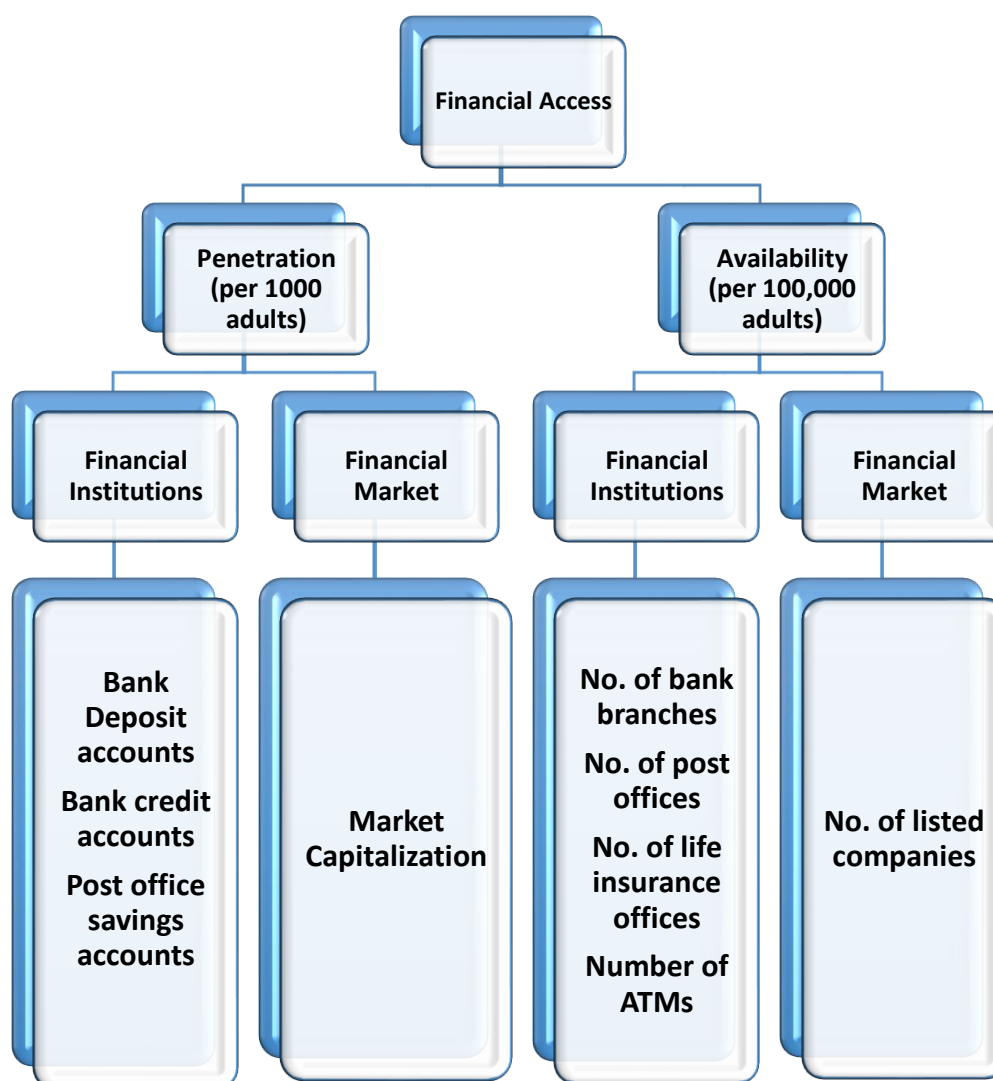 Financial Access
Penetration
(per 1000
adults)
Availability
(per 100,000
adults)
Financial
Institutions
Financial
Market
Financial
Institutions
Financial
Market
Bank
Deposit
accounts
Bank credit
accounts
Post office
savings
accounts
Market
Capitalization
No. of bank
branches
No. of post
offices
No. of life
insurance
offices
Number of
ATMs
No. of listed
companies